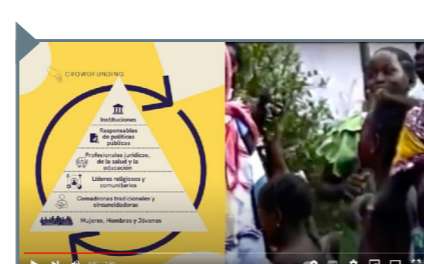 CROWDFUNDING
Instituciones
Responsables
de políticas
públicas
Profesionales jurídicos,
de la salud y la
educación
Líderes religiosos y
comunitarios
Comadronas tradicionales y
circuncidadoras
Mujeres, Hombres y Jóvenes